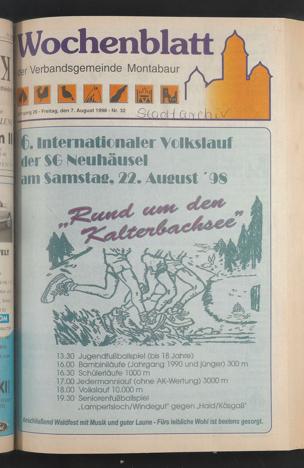 Wochenblatt
der Verbandsgemeinde Montabaur
Jahrgang 25 - Freitag, den 7. August 1998 - Nr. 32
Stadtarchiv
6. Internationaler Volkslauf
der SG Neuhäusel
am Samstag, 22. August ´98
„Rund um den
Kalterbachsee"
13.30 Jugendfußballspiel (bis 18 Jahre)
16.00 Bambiniläufe (Jahrgang 1990 und jünger) 300 m
16.30 Schülerläufe 1000 m
17.00 Jedermannlauf (ohne AK-Wertung) 3000 m
18.00 Volkslauf 10.000 m
19.30 Seniorenfußballspiel
„Lampertsloch/Windegut" gegen „Haid/Käsgaß"
Anschließend Waldfest mit Musik und guter Laune - Fürs leibliche Wohl ist bestens gesorgt.